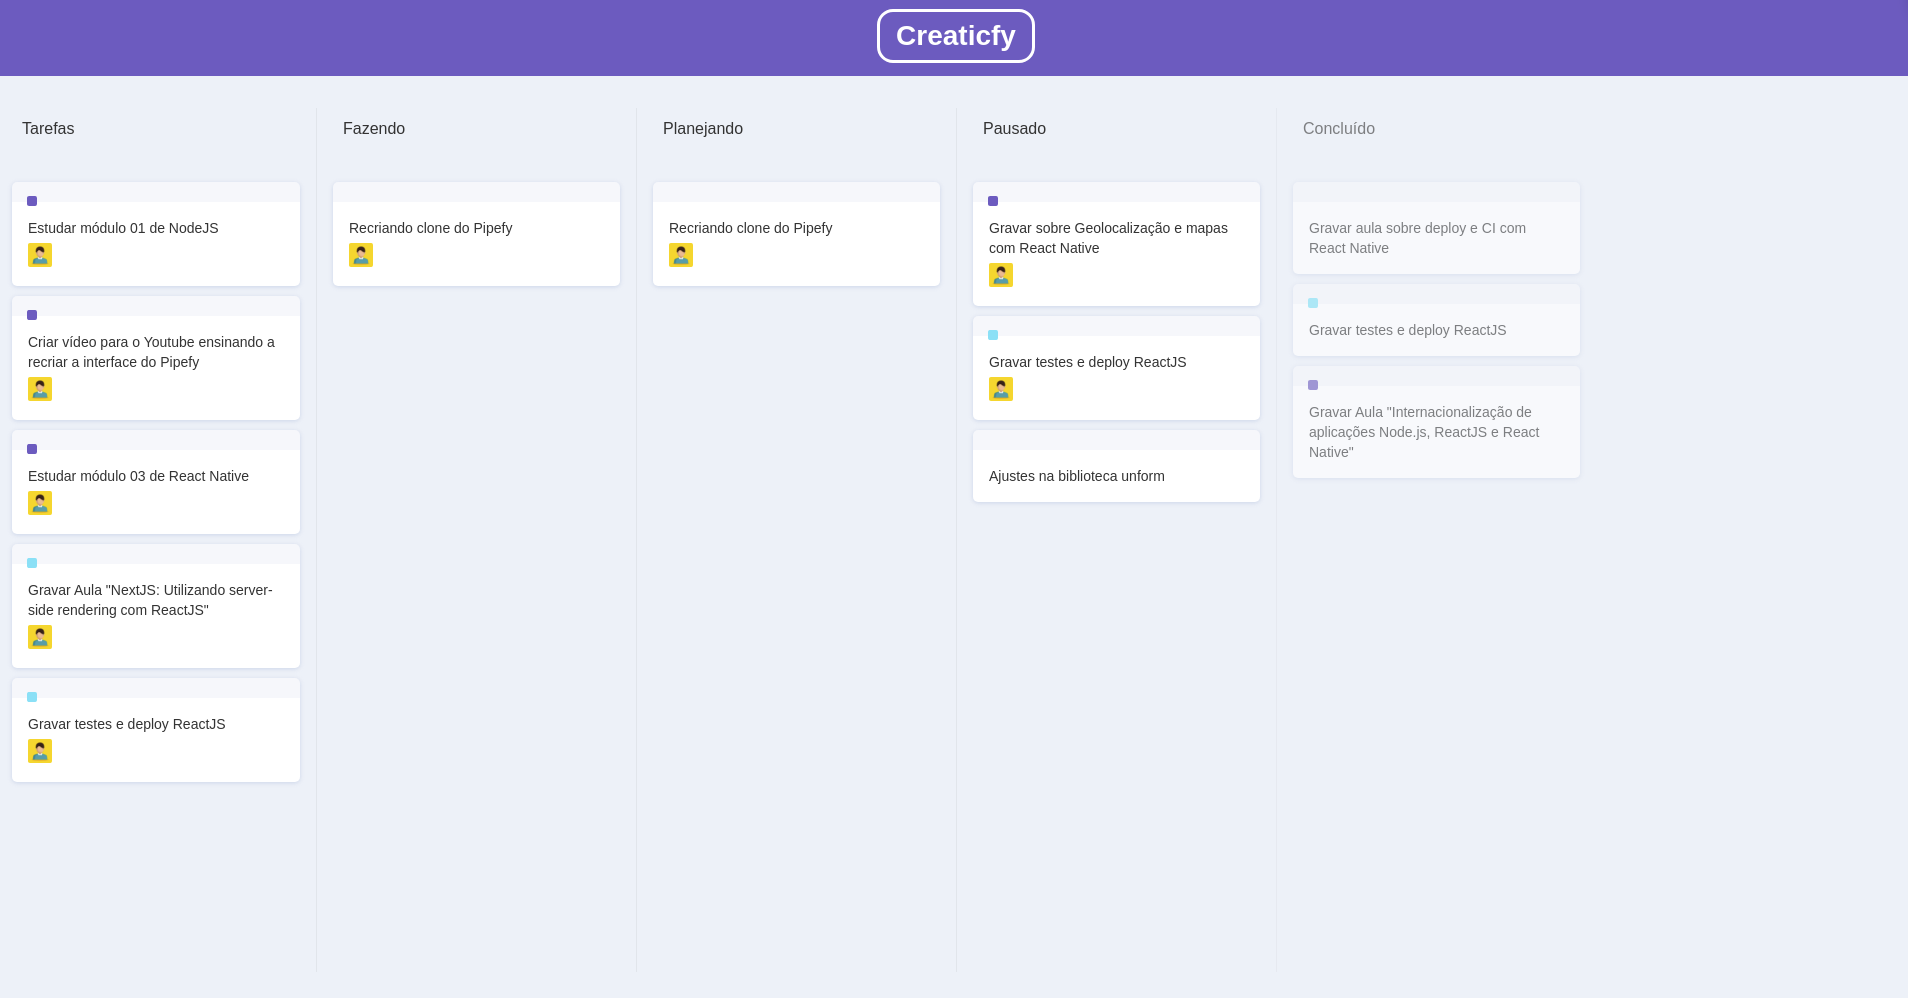 Creaticfy
Tarefas
Estudar módulo 01 de NodeJS
Criar vídeo para o Youtube ensinando a
recriar a interface do Pipefy
Estudar módulo 03 de React Native
Gravar Aula "NextJS: Utilizando server-
side rendering com ReactJS"
Gravar testes e deploy ReactJS
Fazendo
Recriando clone do Pipefy
Planejando
Recriando clone do Pipefy
Pausado
Gravar sobre Geolocalização e mapas
com React Native
Gravar testes e deploy ReactJS
Ajustes na biblioteca unform
Concluído
Gravar aula sobre deploy e CI com
React Native
Gravar testes e deploy ReactJS
Gravar Aula "Internacionalização de
aplicações Node.js, ReactJS e React
Native"